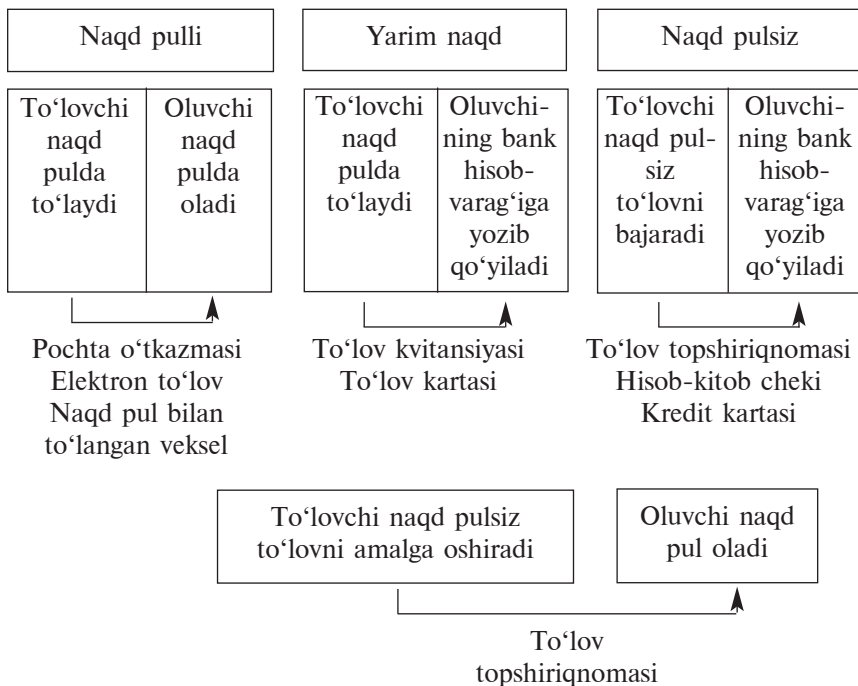 Naqd pulli
Yarim naqd
Naqd pulsiz
To‘lovchi
naqd
pulda
to‘laydi
Oluvchi
naqd
pulda
oladi
To‘lovchi
naqd
pulda
to‘laydi
Oluvchi-
ning bank
hisob-
varag‘iga
yozib
qo‘yiladi
To‘lovchi
naqd pul-
siz
to‘lovni
bajaradi
Oluvchi-
ning bank
hisob-
varag‘iga
yozib
qo‘yiladi
Pochta o‘tkazmasi
Elektron to‘lov
Naqd pul bilan
to‘langan veksel
To‘lov kvitansiyasi
To‘lov kartasi
To‘lov topshiriqnomasi
Hisob-kitob cheki
Kredit kartasi
To‘lovchi naqd pulsiz
to‘lovni amalga oshiradi
Oluvchi naqd
pul oladi
To‘lov
topshiriqnomasi